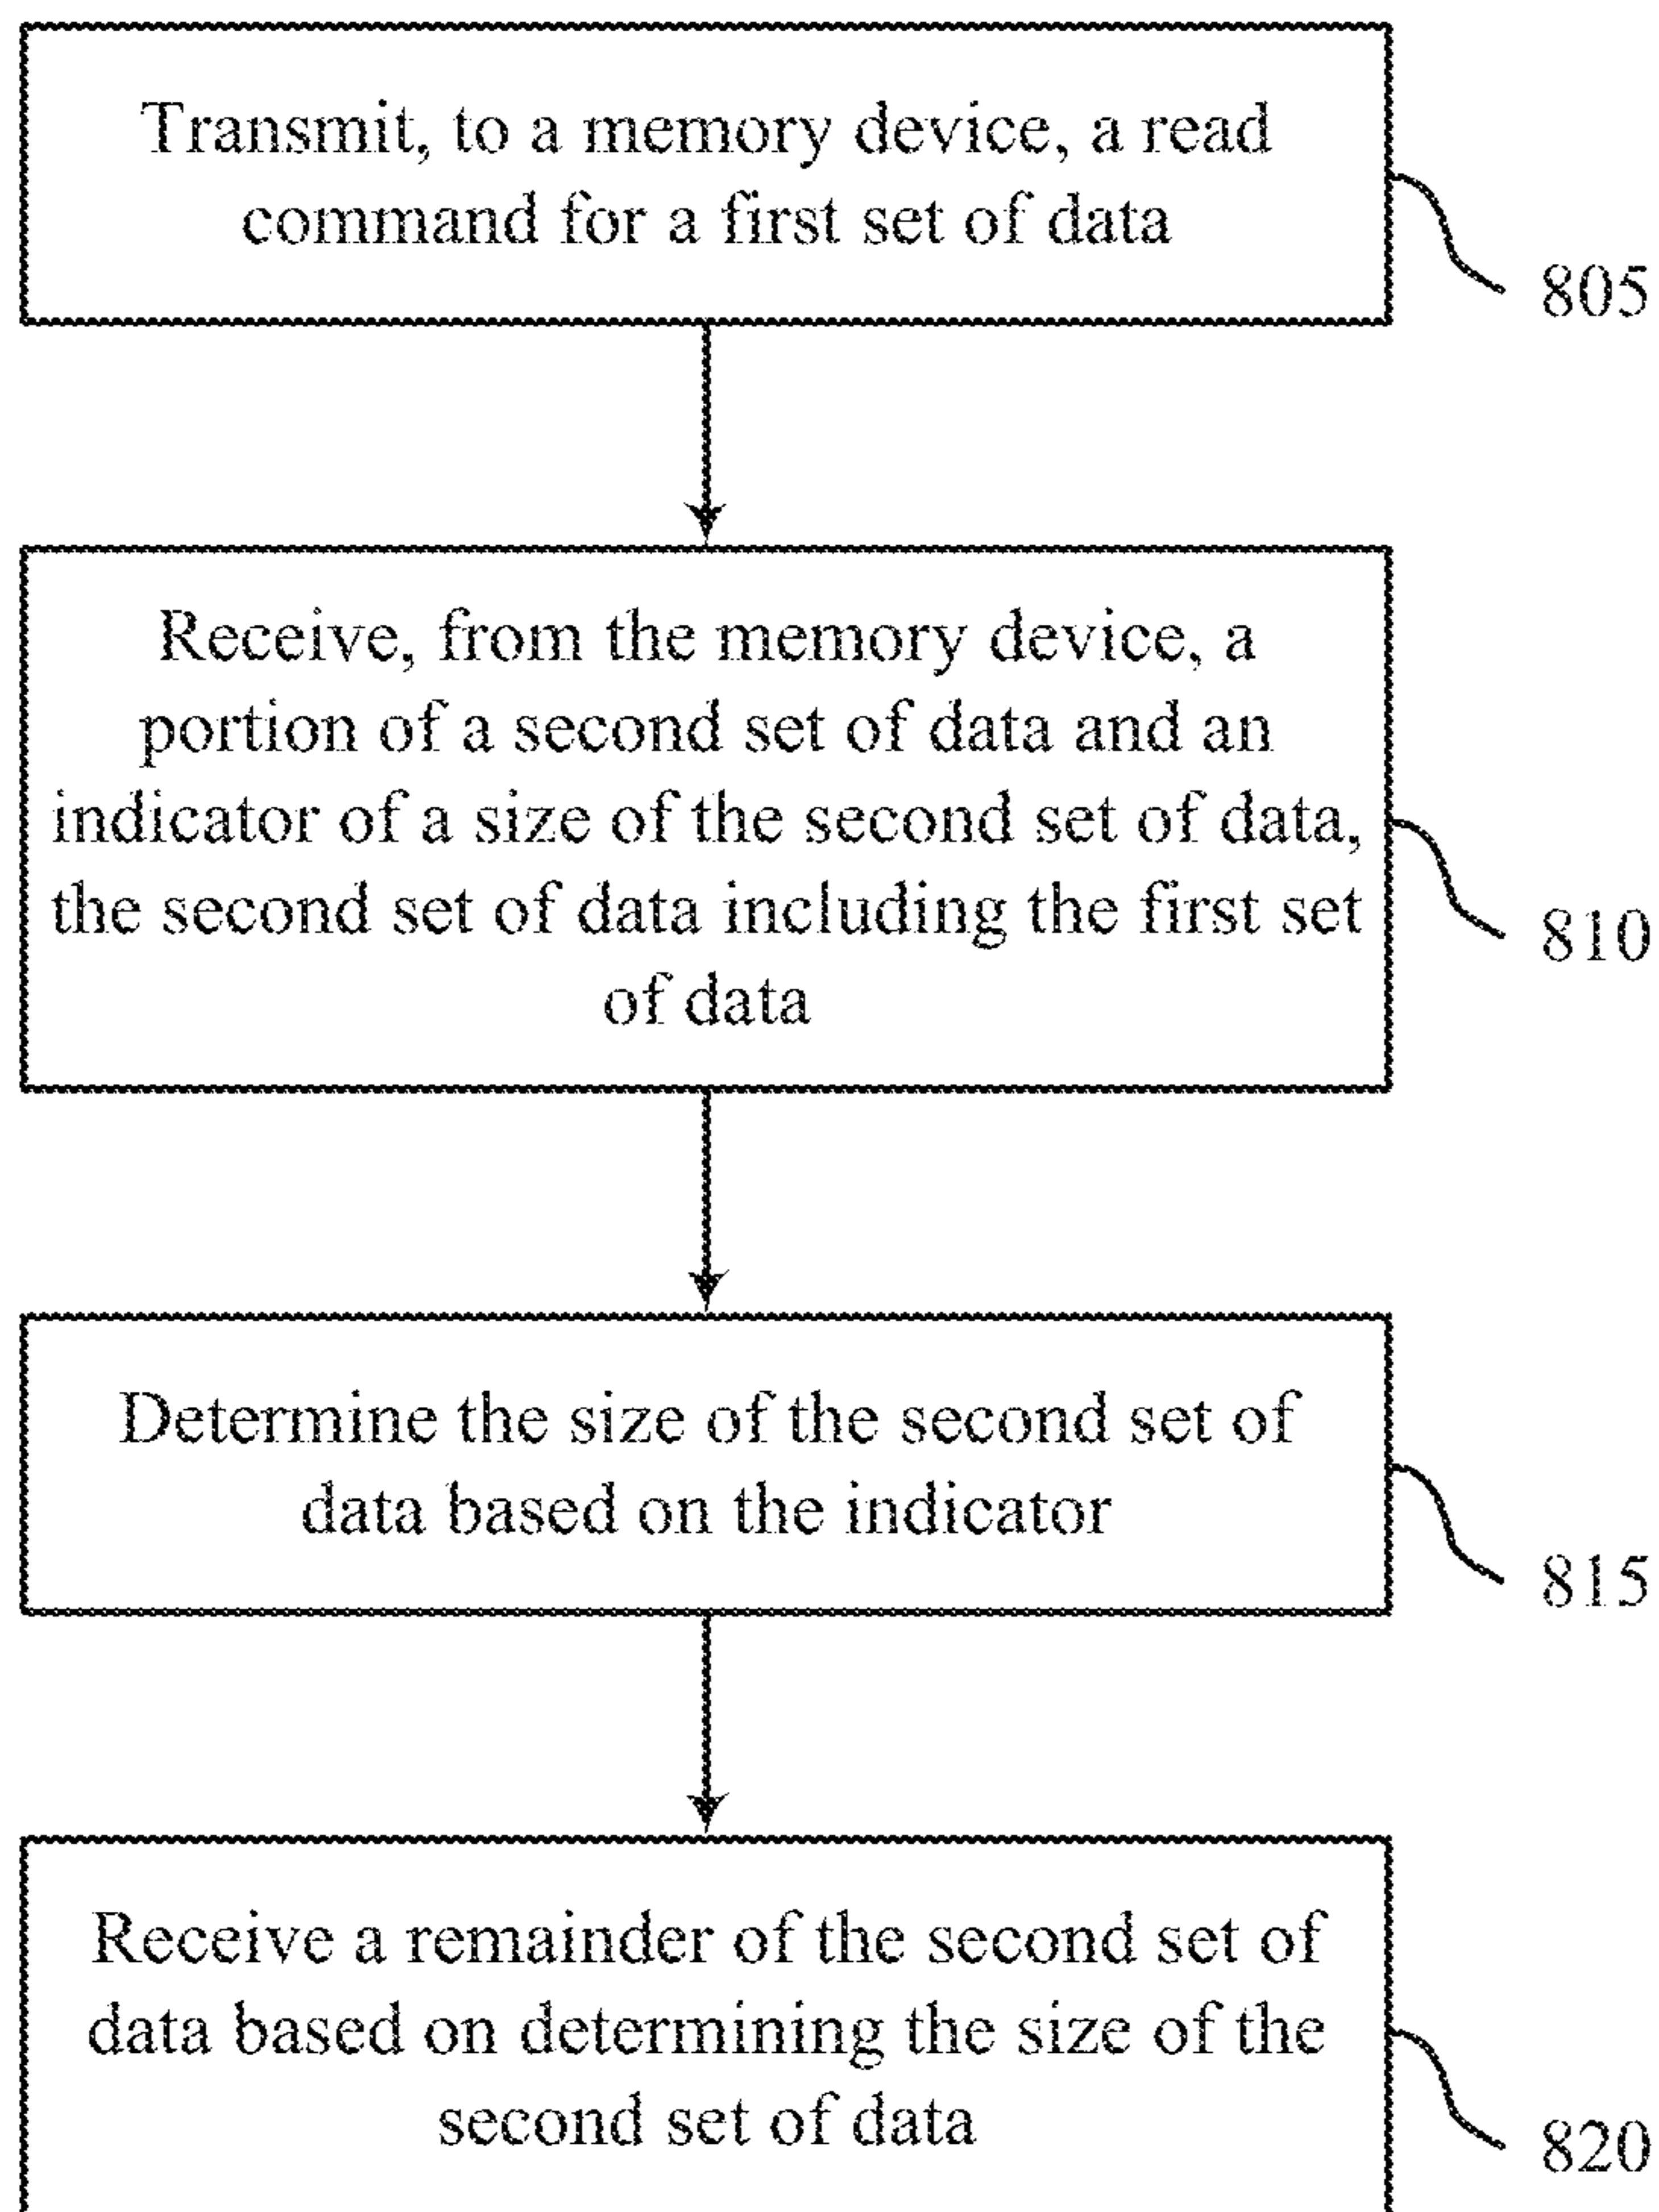 Transmit, to a memory device, a read
command for a first set of data
805
Receive, from the memory device, a
portion of a second set of data and an
indicator of a size of the second set of data,
the second set of data including the first set
of data
810
Determine the size of the second set of
data based on the indicator
815
Receive a remainder of the second set of
data based on determining the size of the
second set of data
820